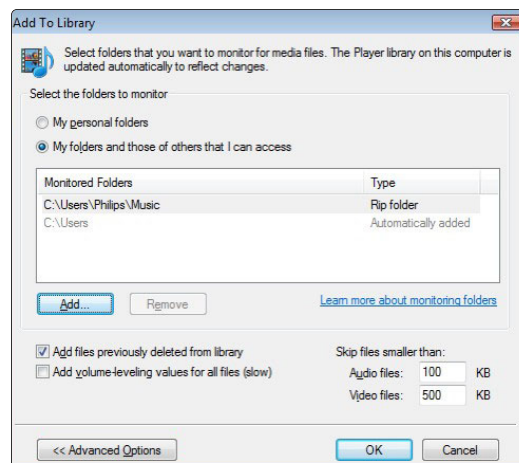 Add To Library
Select folders that you want to monitor for media files. The Player library on this computer is
updated automatically to reflect changes.
Select the folders to monitor
My personal folders
My folders and those of others that I can access
Monitored Folders Type
C:\Users\Philips\Music Rip folder
C:\Users Automatically added
Add... Remove Learn more about monitoring folders
Add files previously deleted from library Skip files smaller than:
Add volume-leveling values for all files (slow) Audio files: 100 KB
Video files: 500 KB
<< Advanced Options OK Cancel